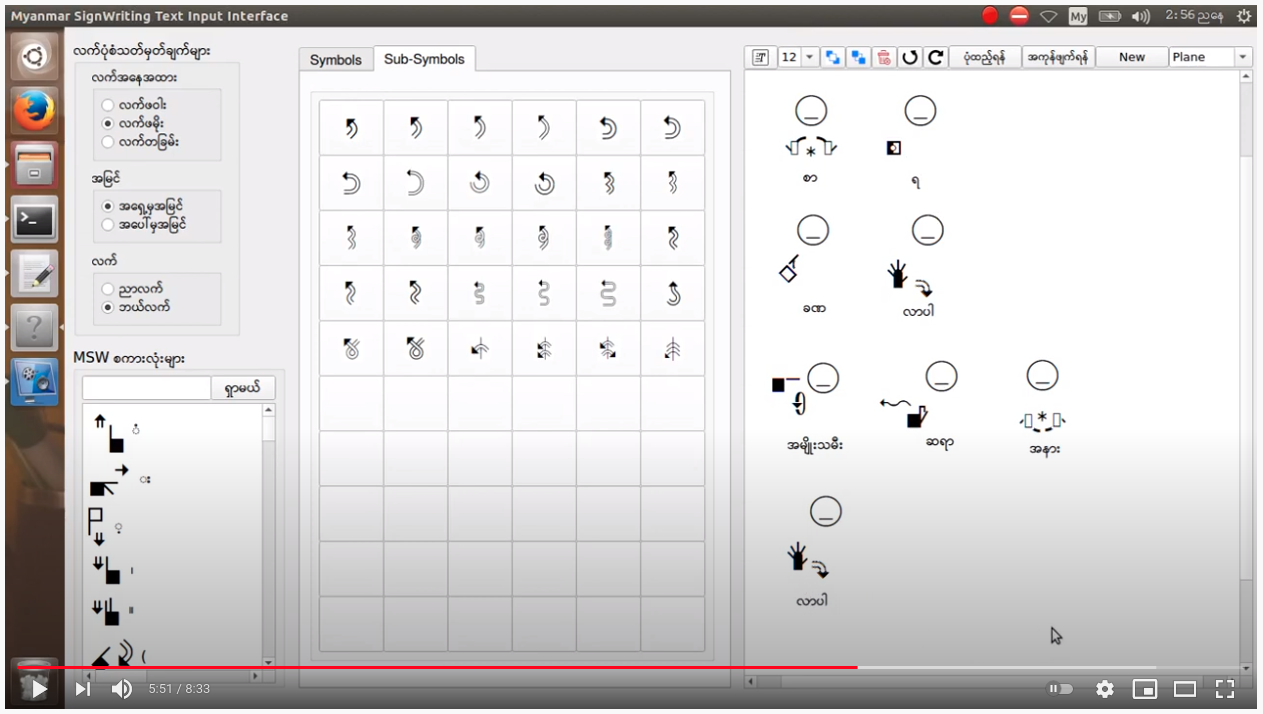 Myanmar SignWriting Text Input Interface
My
2:56 ညနေ
လက်ပုံစံသတ်မှတ်ချက်များ
လက်အနေအထား
လက်ဖဝါး
လက်ဖမိုး
လက်တခြမ်း
အမြင်
အရှေ့မှအမြင်
အပေါ်မှအမြင်
လက်
ညာလက်
ဘယ်လက်
MSW စကားလုံးများ
ရှာမယ်
ံ
း
့
၊
။
(
Symbols
Sub-Symbols
12
ပုံထည့်ရန်
အကုန်ဖျက်ရန်
New
Plane
စာ
ရ
ခဏ
လာပါ
အမျိုးသမီး
ဆရာ
အနား
လာပါ
5:51 / 8:33